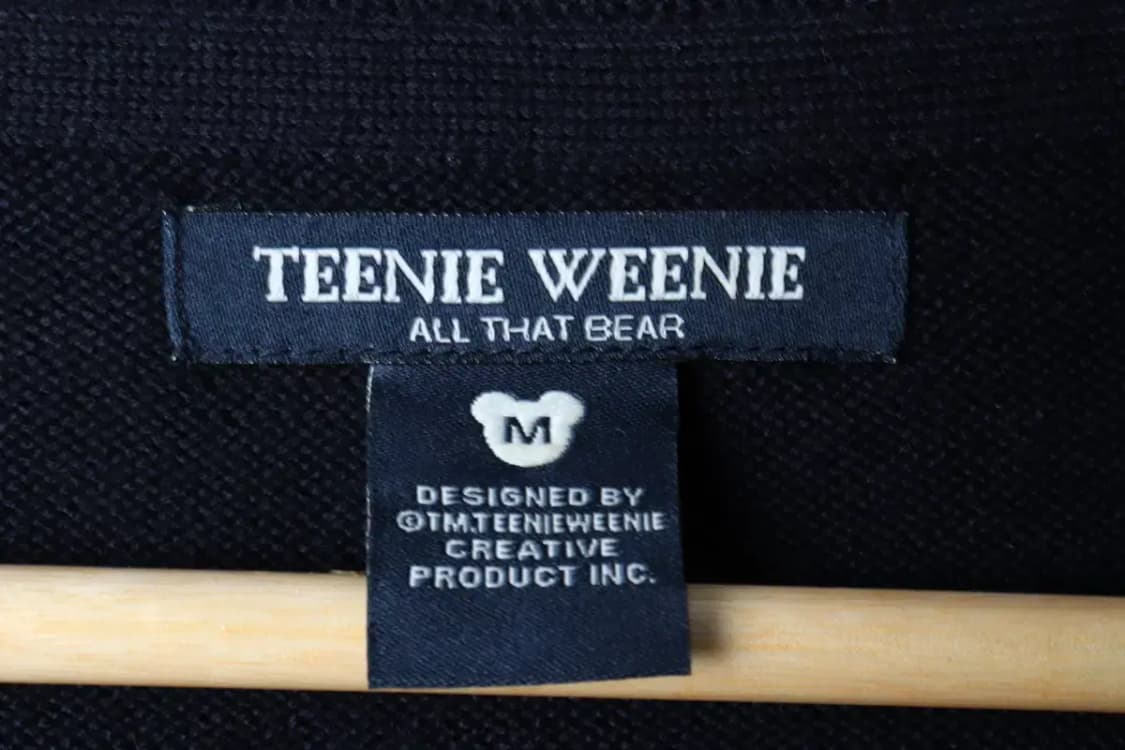 TEENIE WEENIE
ALL THAT BEAR
M
DESIGNED BY
©TM.TEENIEWEENIE
CREATIVE
PRODUCT INC.